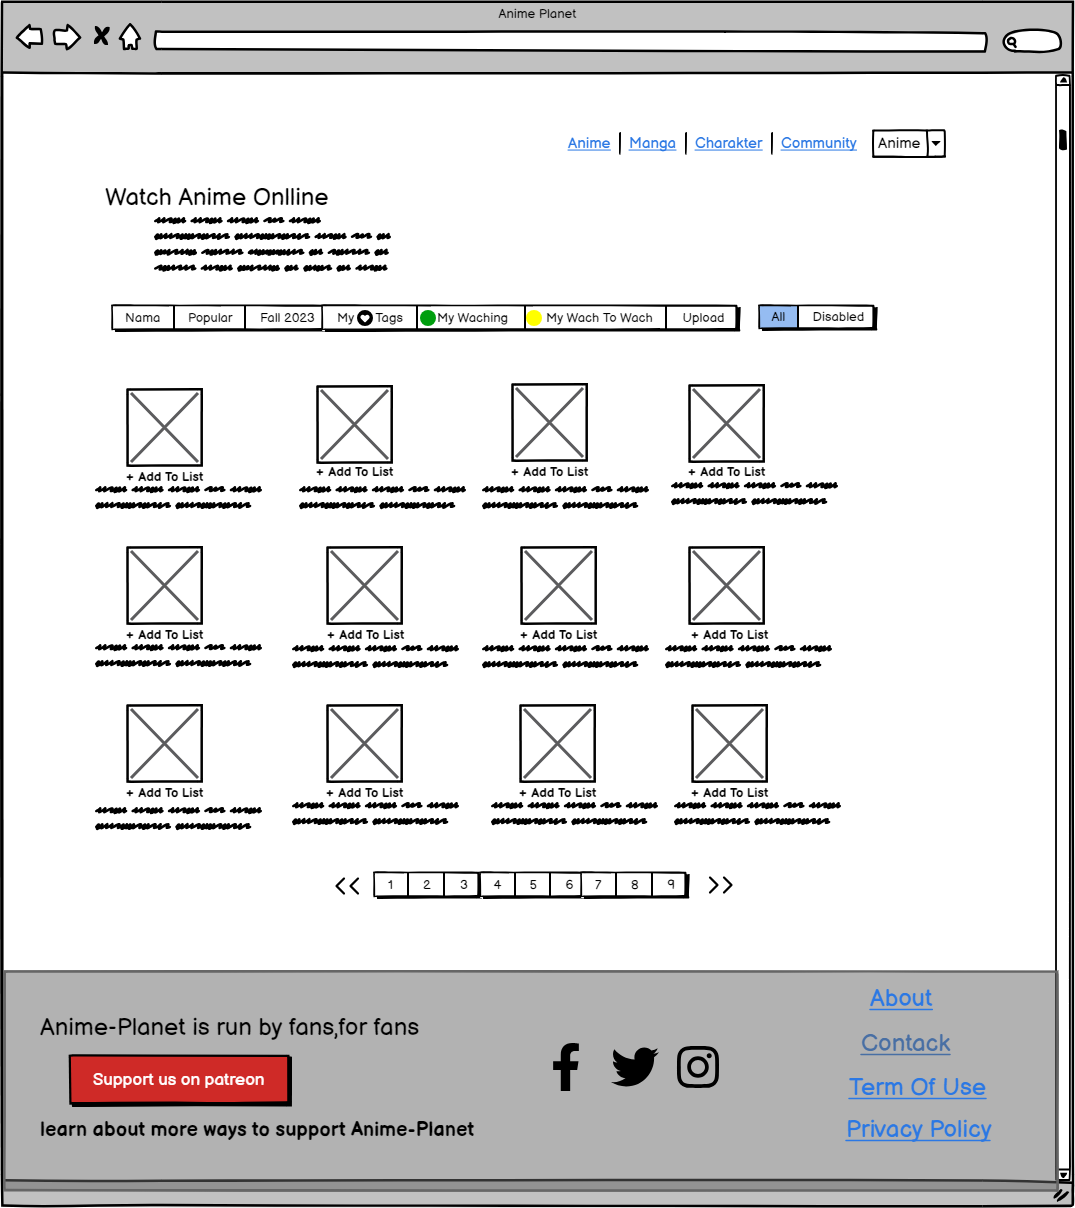 Anime Planet
Anime Manga Charakter Community Anime
Watch Anime Onlline
Nama Popular Fall 2023 My Tags My Waching My Wach To Wach Upload All Disabled
+ Add To List + Add To List + Add To List + Add To List
+ Add To List + Add To List + Add To List + Add To List
+ Add To List + Add To List + Add To List + Add To List
<< 1 2 3 4 5 6 7 8 9 >>
About
Anime-Planet is run by fans,for fans
Contack
Support us on patreon
Term Of Use
learn about more ways to support Anime-Planet
Privacy Policy